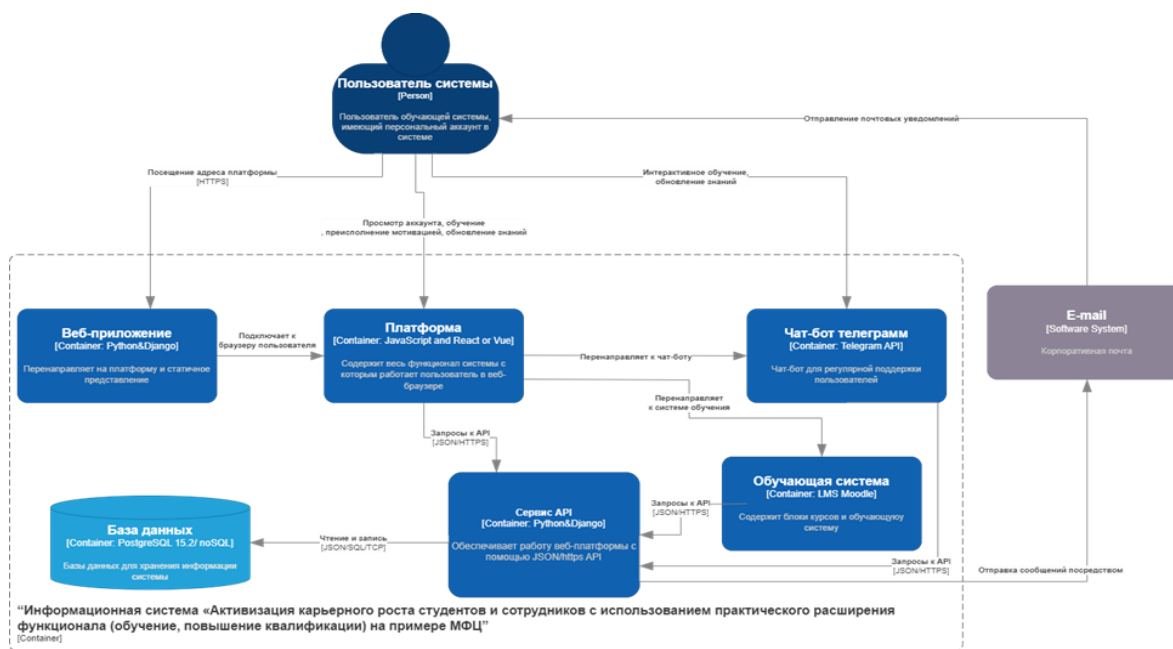 Пользователь системы
[Person]
Пользователь обучающей системы,
имеющий персональный аккаунт в
системе
Отправление почтовых уведомлений
Посещение адреса платформы
[HTTPS]
Интерактивное обучение,
обновление знаний
Просмотр аккаунта, обучение
, преисполнение мотивацией, обновление знаний
Веб-приложение
[Container: Python&Django]
Перенаправляет на платформу и статичное
представление
Подключает к
браузеру пользователя
Платформа
[Container: JavaScript and React or Vue]
Содержит весь функционал системы с
которым работает пользователь в веб-
браузере
Перенаправляет к чат-боту
Чат-бот телеграмм
[Container: Telegram API]
Чат-бот для регулярной поддержки
пользователей
E-mail
[Software System]
Корпоративная почта
Перенаправляет
к системе обучения
Запросы к API
[JSON/HTTPS]
Обучающая система
[Container: LMS Moodle]
Содержит блоки курсов и обучающуюу
систему
Запросы к API
[JSON/HTTPS]
Сервис API
[Container: Python&Django]
Обеспечивает работу веб-платформы с
помощью JSON/https API
База данных
[Container: PostgreSQL 15.2/ noSQL]
Базы данных для хранения информации
системы
Чтение и запись
[JSON/SQL/TCP]
Запросы к API
[JSON/HTTPS]
Отправка сообщений посредством
“Информационная система «Активизация карьерного роста студентов и сотрудников с использованием практического расширения
функционала (обучение, повышение квалификации) на примере МФЦ”
[Container]